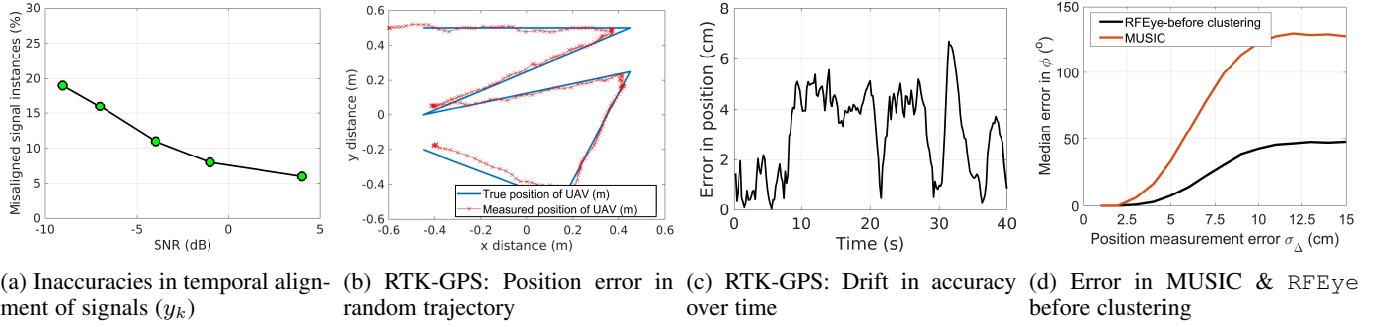 30
25
20
15
10
5
0
-5
0
5
Misaligned signal instances (%)
SNR (dB)
0.6
0.4
0.2
0
-0.2
-0.4
-0.6
-0.6
-0.4
-0.2
0
0.2
0.4
0.6
y distance (m)
x distance (m)
True position of UAV (m)
Measured position of UAV (m)
8
6
4
2
0
0
10
20
30
40
Error in position (cm)
Time (s)
150
100
50
0
0
2.5
5
7.5
10
12.5
15
Median error in ϕ (°)
Position measurement error σΔ (cm)
RFEye-before clustering
MUSIC
(a) Inaccuracies in temporal align-
ment of signals (yk)
(b) RTK-GPS: Position error in
random trajectory
(c) RTK-GPS: Drift in accuracy
over time
(d) Error in MUSIC & RFEye
before clustering